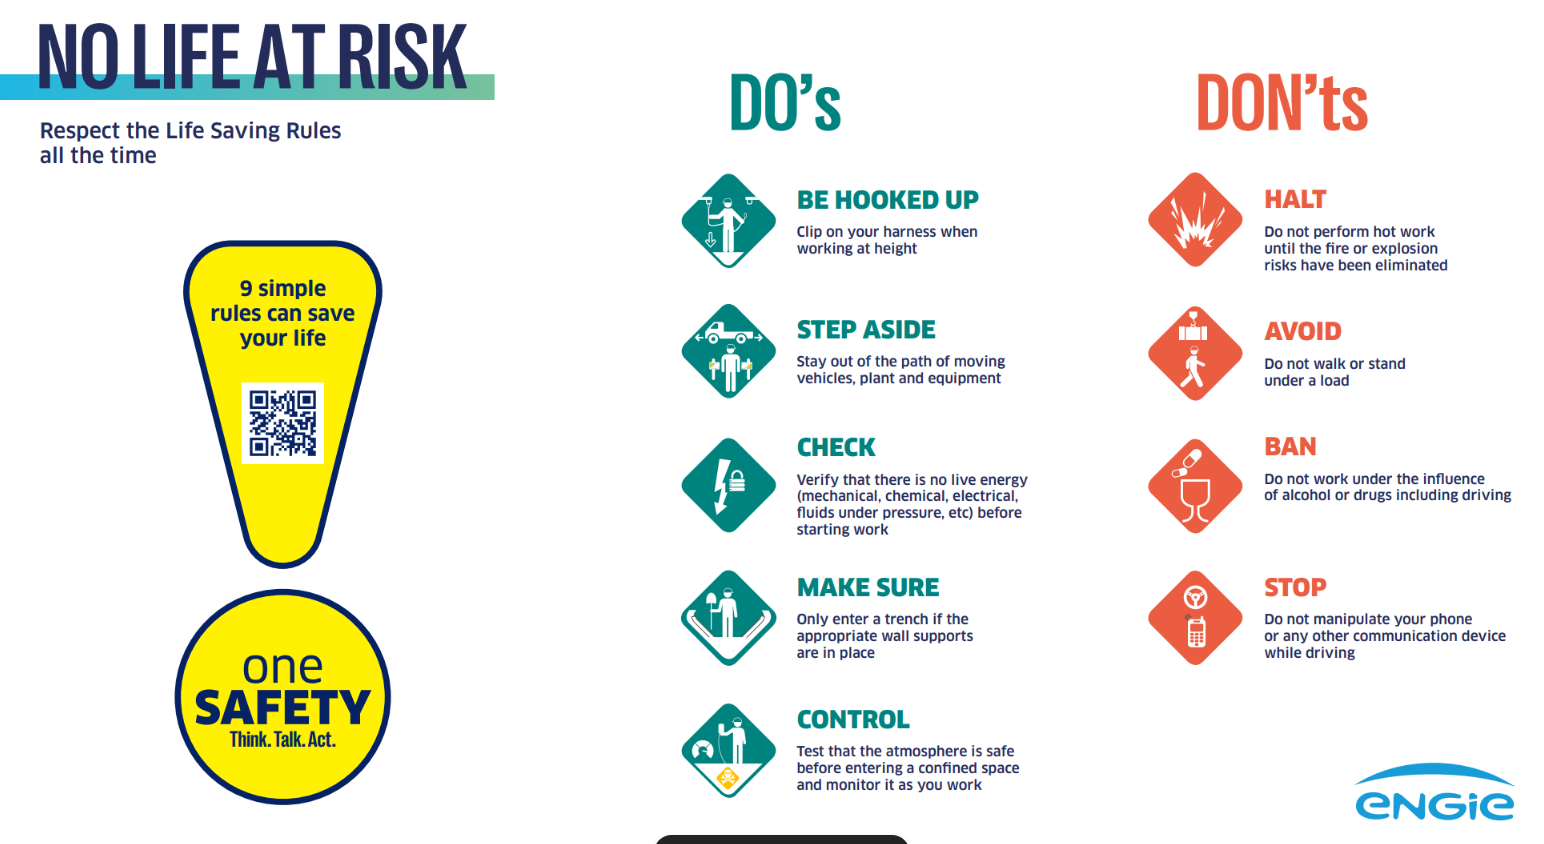 NO LIFE AT RISK
Respect the Life Saving Rules
all the time
9 simple
rules can save
your life
one
SAFETY
Think. Talk. Act.
DO's
BE HOOKED UP
Clip on your harness when
working at height
STEP ASIDE
Stay out of the path of moving
vehicles, plant and equipment
CHECK
Verify that there is no live energy
(mechanical, chemical, electrical,
fluids under pressure, etc) before
starting work
MAKE SURE
Only enter a trench if the
appropriate wall supports
are in place
CONTROL
Test that the atmosphere is safe
before entering a confined space
and monitor it as you work
DON'ts
HALT
Do not perform hot work
until the fire or explosion
risks have been eliminated
AVOID
Do not walk or stand
under a load
BAN
Do not work under the influence
of alcohol or drugs including driving
STOP
Do not manipulate your phone
or any other communication device
while driving
ENGIE